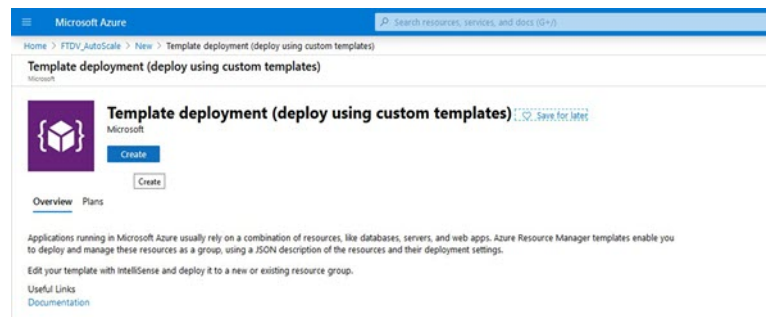 Microsoft Azure
Search resources, services, and docs (G+/)
Home > FTDV_AutoScale > New > Template deployment (deploy using custom templates)
Template deployment (deploy using custom templates)
Microsoft
Template deployment (deploy using custom templates) Save for later
Microsoft
Create
Create
Overview Plans
Applications running in Microsoft Azure usually rely on a combination of resources, like databases, servers, and web apps. Azure Resource Manager templates enable you
to deploy and manage these resources as a group, using a JSON description of the resources and their deployment settings.
Edit your template with IntelliSense and deploy it to a new or existing resource group.
Useful Links
Documentation